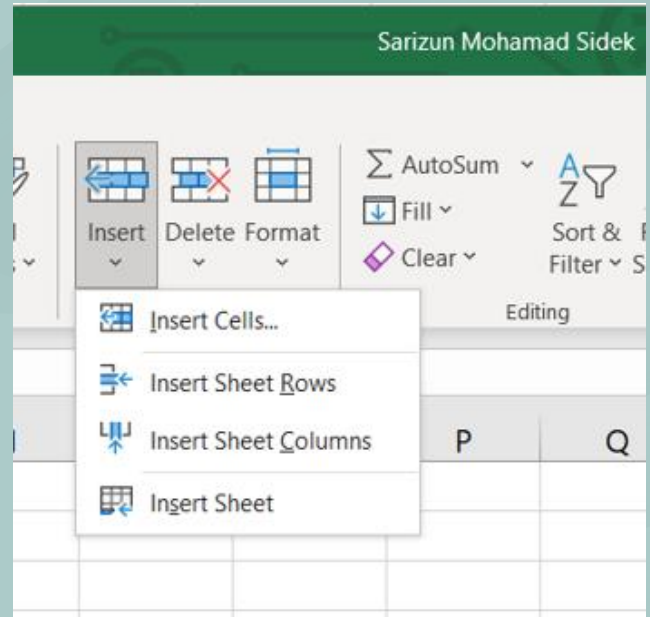 Sarizun Mohamad Sidek
Insert
Delete
Format
AutoSum
Fill
Clear
Sort &
Filter
Editing
Insert Cells...
Insert Sheet Rows
Insert Sheet Columns
Insert Sheet
P
Q